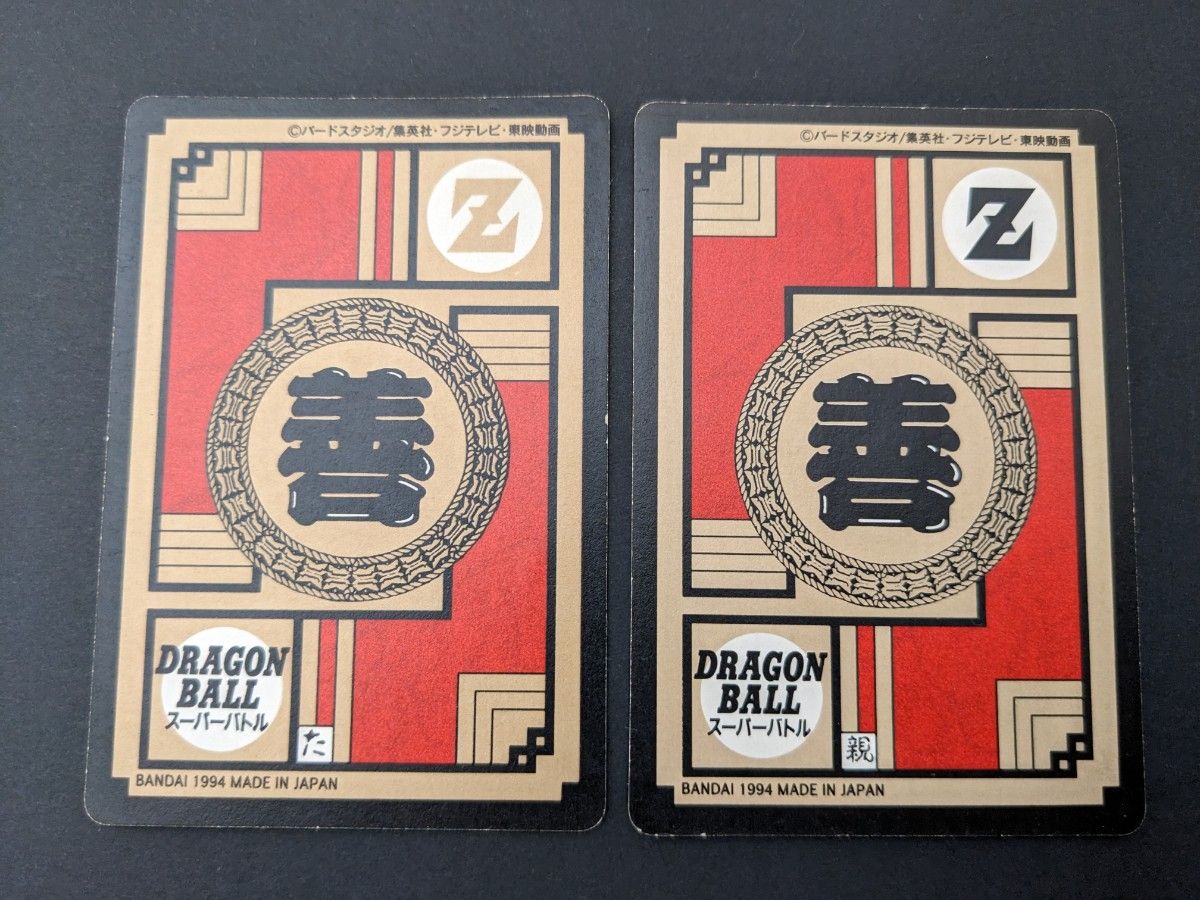 ©バードスタジオ/集英社・フジテレビ・東映動画
Z
善
DRAGON
BALL
スーパーバトル
た
BANDAI 1994 MADE IN JAPAN
©バードスタジオ/集英社・フジテレビ・東映動画
Z
善
DRAGON
BALL
スーパーバトル
親
BANDAI 1994 MADE IN JAPAN